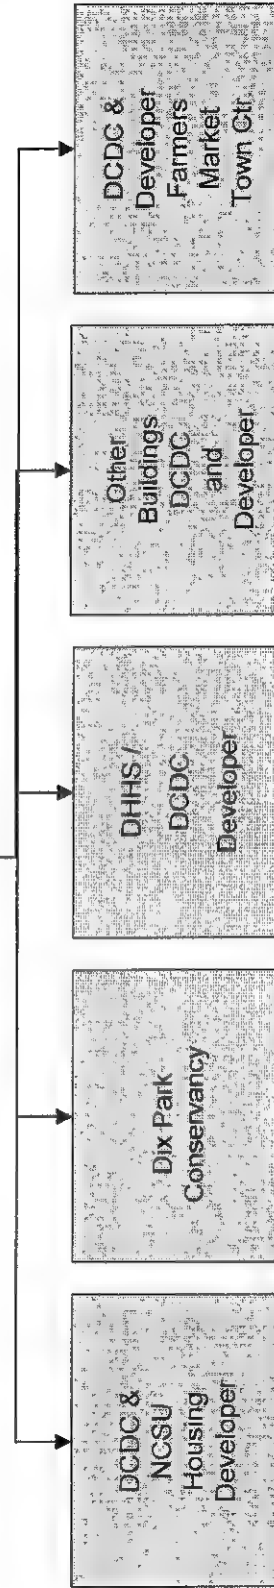 DCDC &
NCSU
Housing
Developer
Dix Park
Conservancy
DHHS /
DCDC
Developer
Other
Buildings
DCDC
and
Developer
DCDC &
Developer
Farmers
Market
Town Ctr